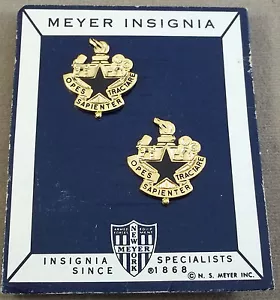 MEYER INSIGNIA
OPES TRACTARE
SAPIENTER
OPES TRACTARE
SAPIENTER
NEW
MEYER
YORK
INSIGNIA SPECIALISTS
SINCE ®1868 © N. S. MEYER INC.